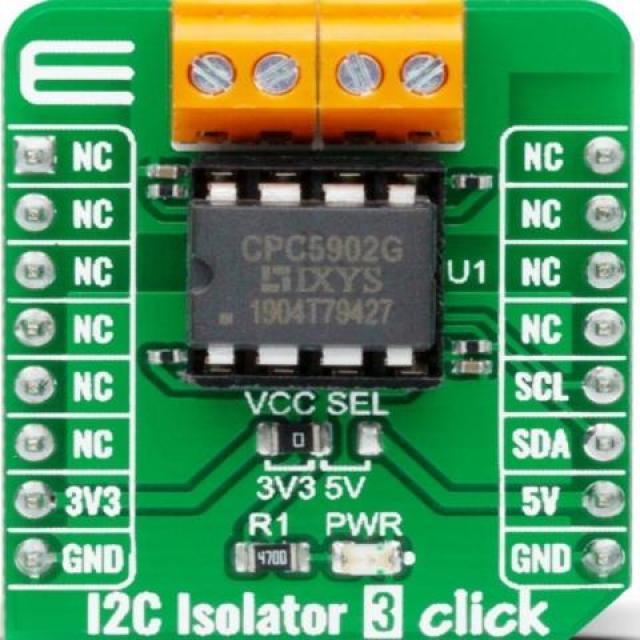 NC
NC
NC
NC
NC
NC
3V3
GND
CPC5902G
IXYS
1904T79427
U1
VCC SEL
0
3V3 5V
R1 PWR
4700
NC
NC
NC
NC
SCL
SDA
5V
GND
I2C Isolator 3 click